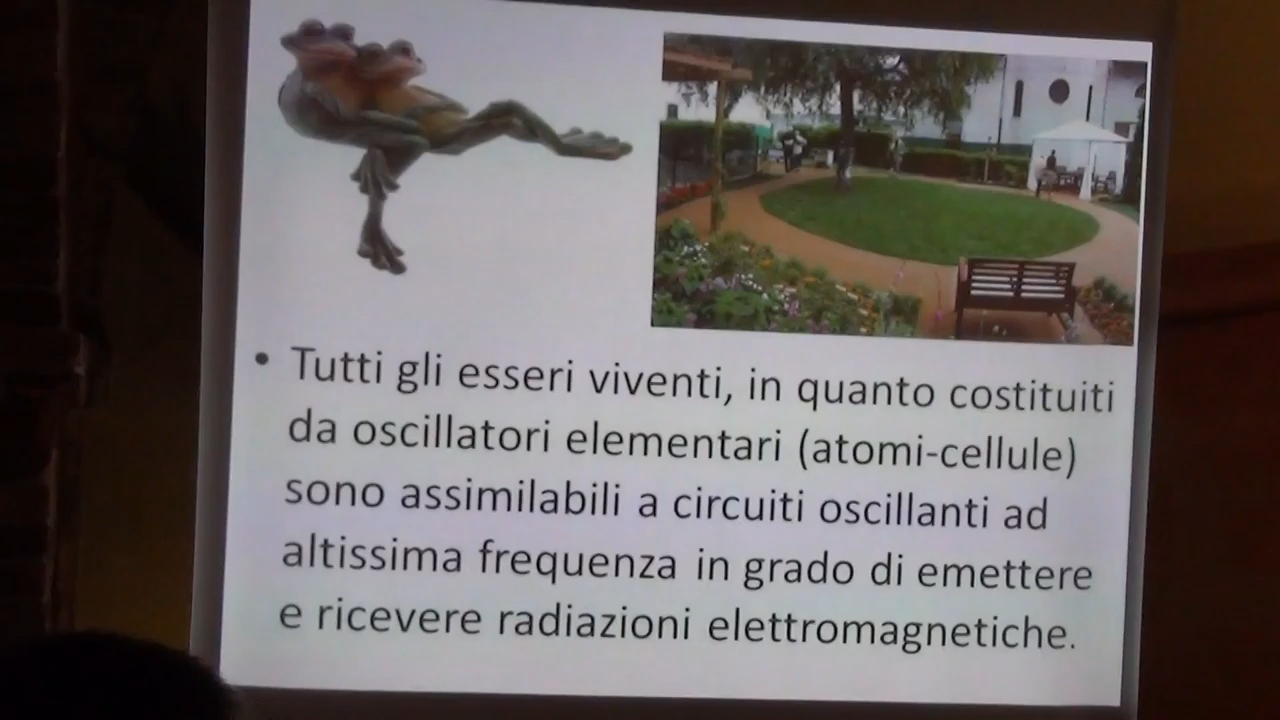 • Tutti gli esseri viventi, in quanto costituiti
da oscillatori elementari (atomi-cellule)
sono assimilabili a circuiti oscillanti ad
altissima frequenza in grado di emettere
e ricevere radiazioni elettromagnetiche.